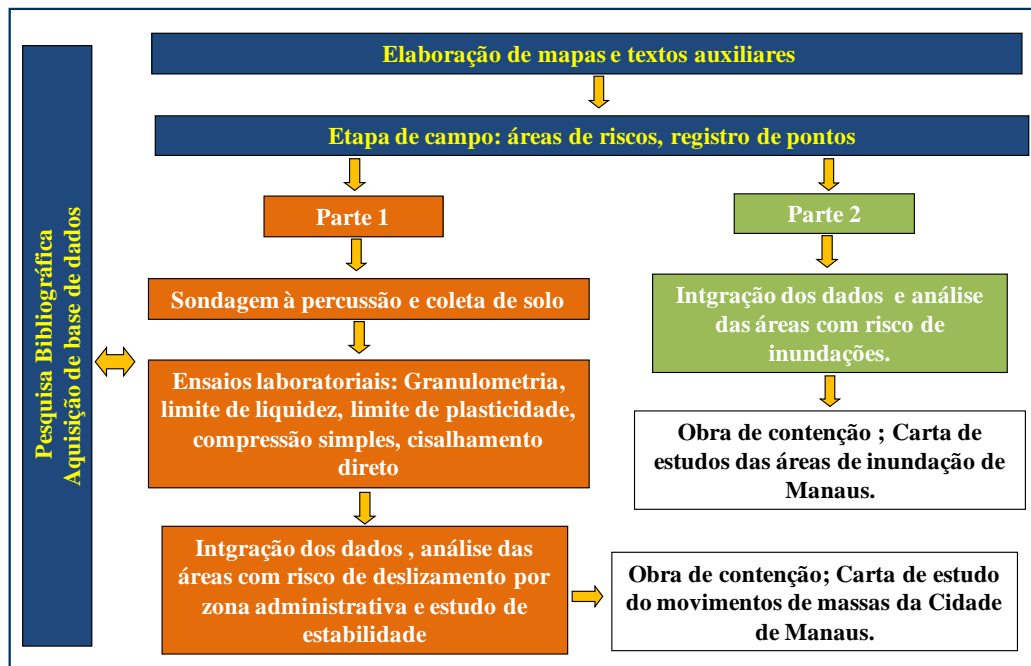 Pesquisa Bibliográfica
Aquisição de base de dados
Elaboração de mapas e textos auxiliares
Etapa de campo: áreas de riscos, registro de pontos
Parte 1
Sondagem à percussão e coleta de solo
Ensaios laboratoriais: Granulometria,
limite de liquidez, limite de plasticidade,
compressão simples, cisalhamento
direto
Intgração dos dados , análise das
áreas com risco de deslizamento por
zona administrativa e estudo de
estabilidade
Obra de contenção; Carta de estudo
do movimentos de massas da Cidade
de Manaus.
Parte 2
Intgração dos dados e análise
das áreas com risco de
inundações.
Obra de contenção ; Carta de
estudos das áreas de inundação de
Manaus.